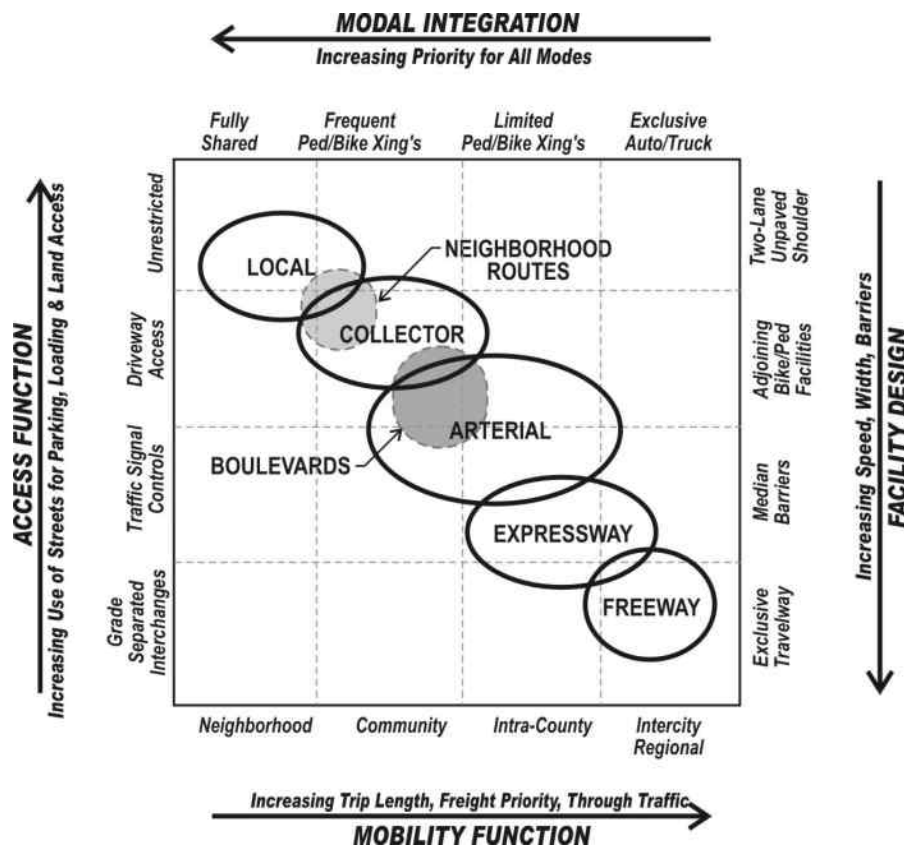 MODAL INTEGRATION
Increasing Priority for All Modes
Fully
Shared
Frequent
Ped/Bike Xing's
Limited
Ped/Bike Xing's
Exclusive
Auto/Truck
ACCESS FUNCTION
Increasing Use of Streets for Parking, Loading & Land Access
Unrestricted
Driveway
Access
Traffic Signal
Controls
Grade
Separated
Interchanges
LOCAL
NEIGHBORHOOD
ROUTES
COLLECTOR
ARTERIAL
BOULEVARDS
EXPRESSWAY
FREEWAY
Two-Lane
Unpaved
Shoulder
Adjoining
Bike/Ped
Facilities
Median
Barriers
Exclusive
Travelway
Increasing Speed, Width, Barriers
FACILITY DESIGN
Neighborhood
Community
Intra-County
Intercity
Regional
Increasing Trip Length, Freight Priority, Through Traffic
MOBILITY FUNCTION